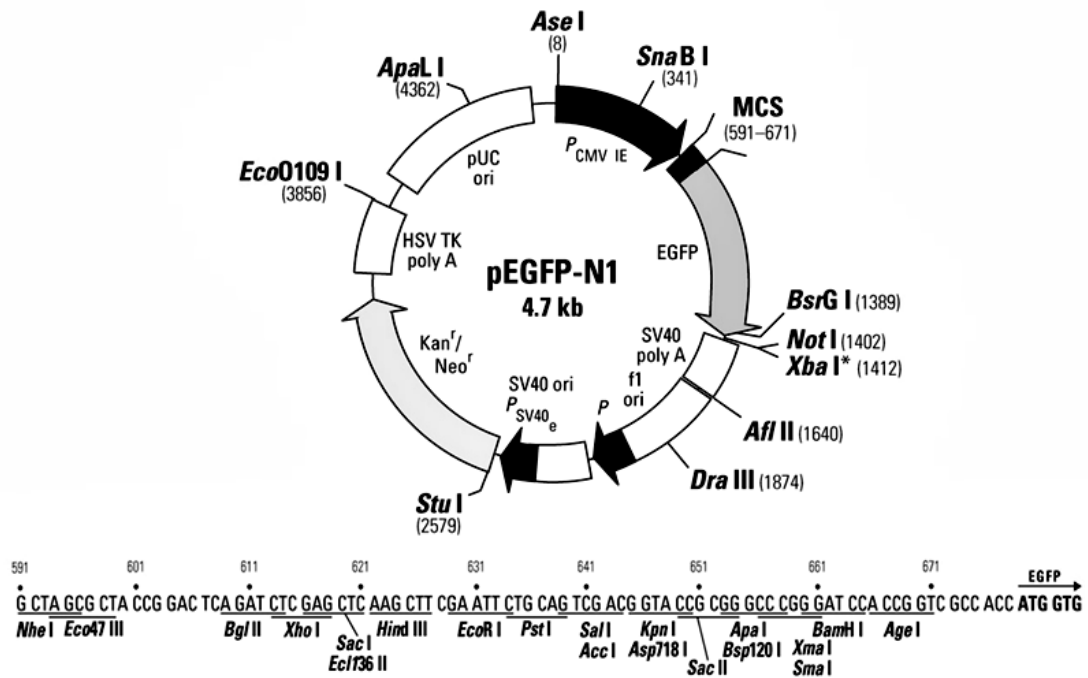 Ase I
(8)
SnaB I
(341)
MCS
(591–671)
ApaL I
(4362)
P CMV IE
pUC
ori
EcoO109 I
(3856)
HSV TK
poly A
EGFP
pEGFP-N1
4.7 kb
BsrG I (1389)
Not I (1402)
Xba I* (1412)
SV40
poly A
Kanr/
Neor
f1
ori
SV40 ori
P SV40e
P
Afl II (1640)
Dra III (1874)
Stu I
(2579)
591 601 611 621 631 641 651 661 671 EGFP
G CTA GCG CTA CCG GAC TCA GAT CTC GAG CTC AAG CTT CGA ATT CTG CAG TCG ACG GTA CCG CGG GCC CGG GAT CCA CCG GTC GCC ACC ATG GTG
Nhe I Eco47 III Bgl II Xho I Hind III EcoR I Pst I Sal I Kpn I Apa I BamH I Age I
Sac I Acc I Asp718 I Bsp120 I Xma I
Ecl136 II Sac II Sma I